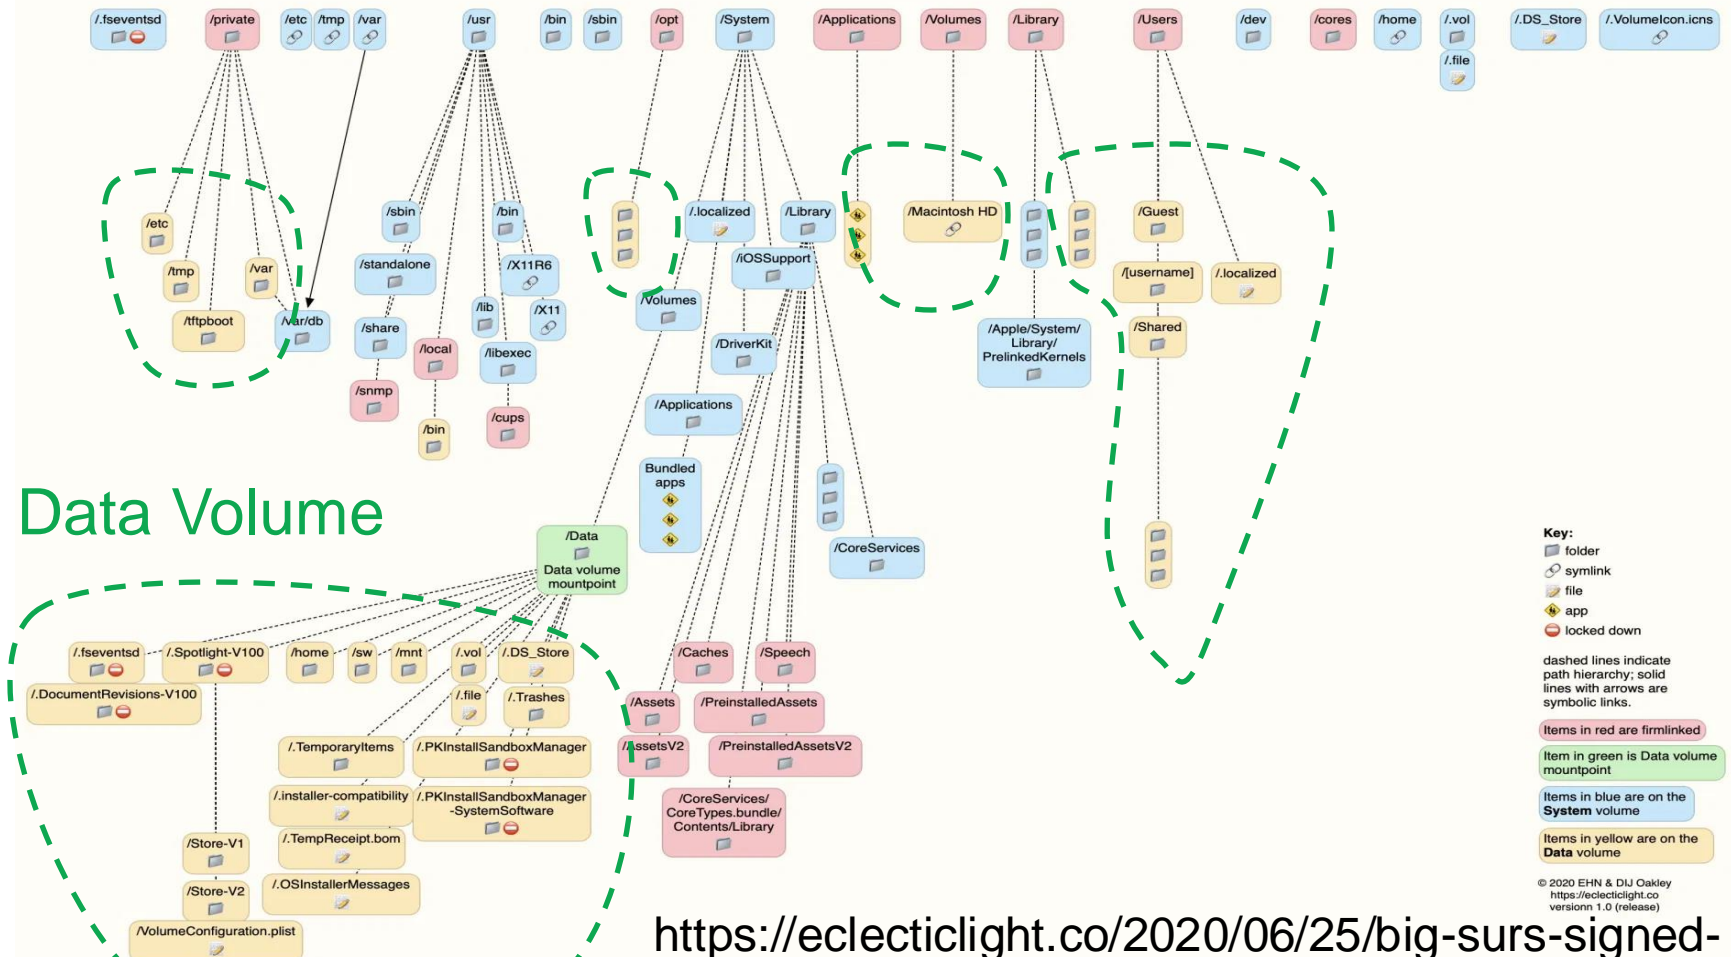 /.fseventsd
/private
/etc
/tmp
/var
/usr
/bin
/sbin
/opt
/System
/Applications
/Volumes
/Library
/Users
/dev
/cores
/home
/.vol
/.DS_Store
/.VolumeIcon.icns
/.file
/etc
/tmp
/var
/tftpboot
/var/db
/sbin
/bin
/standalone
/X11R6
/lib
/X11
/share
/local
/libexec
/snmp
/cups
/bin
/.localized
/Library
/iOSSupport
/Volumes
/DriverKit
/Applications
Bundled
apps
/CoreServices
/Macintosh HD
/Apple/System/
Library/
PrelinkedKernels
/Guest
/[username]
/.localized
/Shared
Data Volume
/Data
Data volume
mountpoint
/.fseventsd
/.Spotlight-V100
/home
/sw
/mnt
/.vol
/.DS_Store
/.DocumentRevisions-V100
/.file
/.Trashes
/.TemporaryItems
/.PKInstallSandboxManager
/.installer-compatibility
/.PKInstallSandboxManager
-SystemSoftware
/.TempReceipt.bom
/.OSInstallerMessages
/Store-V1
/Store-V2
/VolumeConfiguration.plist
/Caches
/Speech
/Assets
/PreinstalledAssets
/AssetsV2
/PreinstalledAssetsV2
/CoreServices/
CoreTypes.bundle/
Contents/Library
Key:
folder
symlink
file
app
locked down
dashed lines indicate
path hierarchy; solid
lines with arrows are
symbolic links.
Items in red are firmlinked
Item in green is Data volume
mountpoint
Items in blue are on the
System volume
Items in yellow are on the
Data volume
© 2020 EHN & DIJ Oakley
https://eclecticlight.co
versionn 1.0 (release)
https://eclecticlight.co/2020/06/25/big-surs-signed-